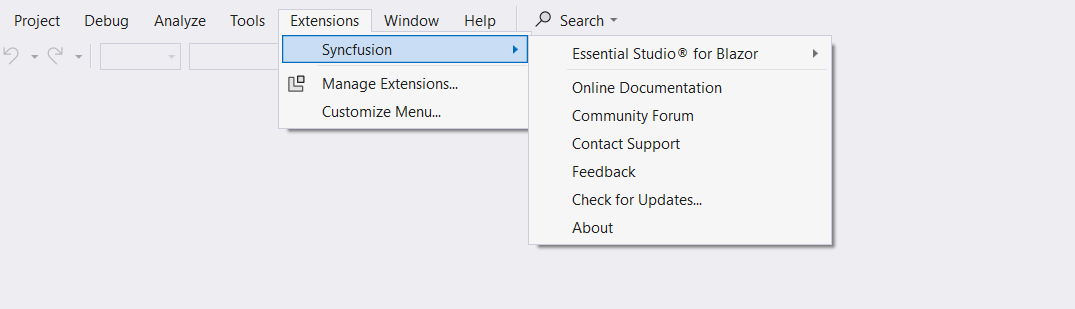 Project Debug Analyze Tools Extensions Window Help Search
Syncfusion
Essential Studio® for Blazor
Manage Extensions...
Online Documentation
Customize Menu...
Community Forum
Contact Support
Feedback
Check for Updates...
About